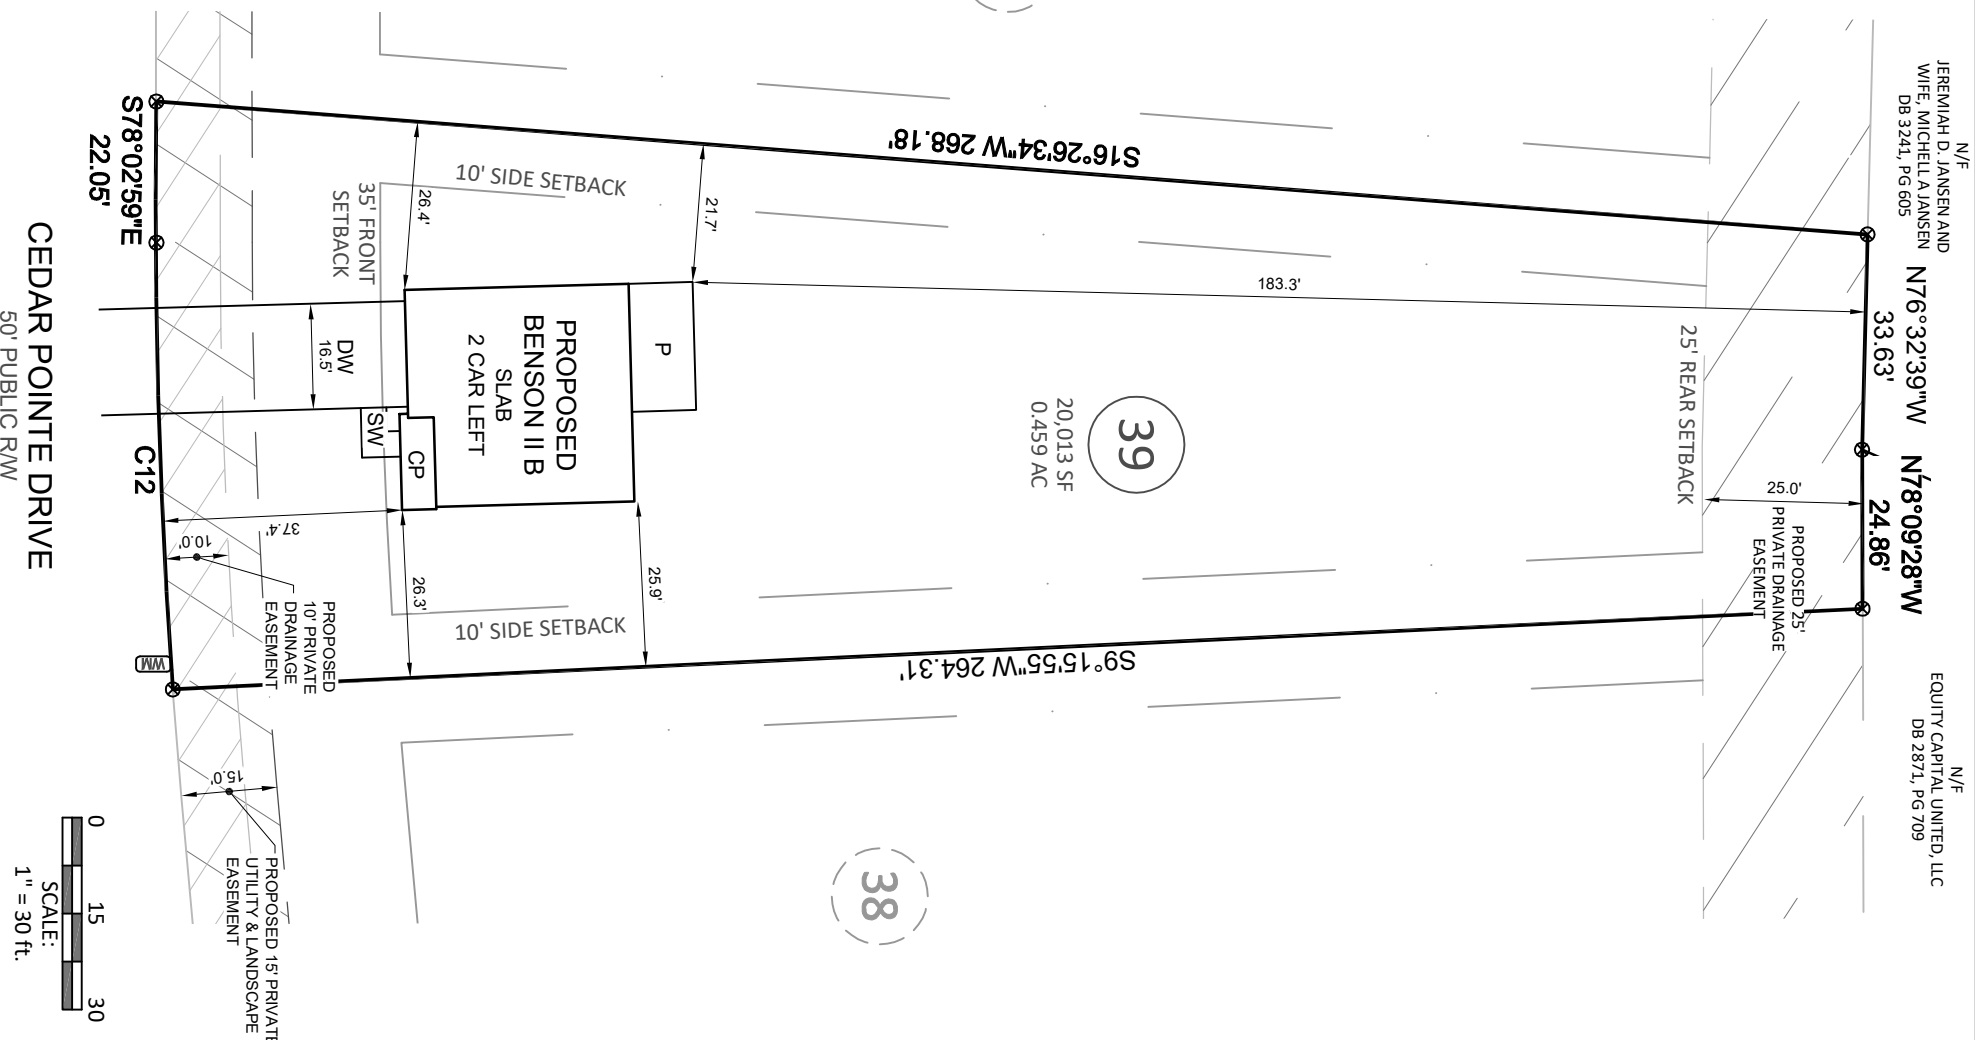 N/F
JEREMIAH D. JANSEN AND
WIFE, MICHELL A JANSEN
DB 3241, PG 605
N76°32'39"W
33.63'
N78°09'28"W
24.86'
N/F
EQUITY CAPITAL UNITED, LLC
DB 2871, PG 709
25.0'
PROPOSED 25'
PRIVATE DRAINAGE
EASEMENT
25' REAR SETBACK
S16°26'34"W 268.18'
183.3'
39
20,013 SF
0.459 AC
S9°15'55"W 264.31'
38
21.7'
26.4'
10' SIDE SETBACK
P
PROPOSED
BENSON II B
SLAB
2 CAR LEFT
CP
SW
25.9'
26.3'
10' SIDE SETBACK
35' FRONT
SETBACK
DW
16.5'
37.4'
10.0'
PROPOSED
10' PRIVATE
DRAINAGE
EASEMENT
15.0'
PROPOSED 15' PRIVATE
UTILITY & LANDSCAPE
EASEMENT
WM
S78°02'59"E
22.05'
C12
CEDAR POINTE DRIVE
50' PUBLIC R/W
0 15 30
SCALE:
1" = 30 ft.